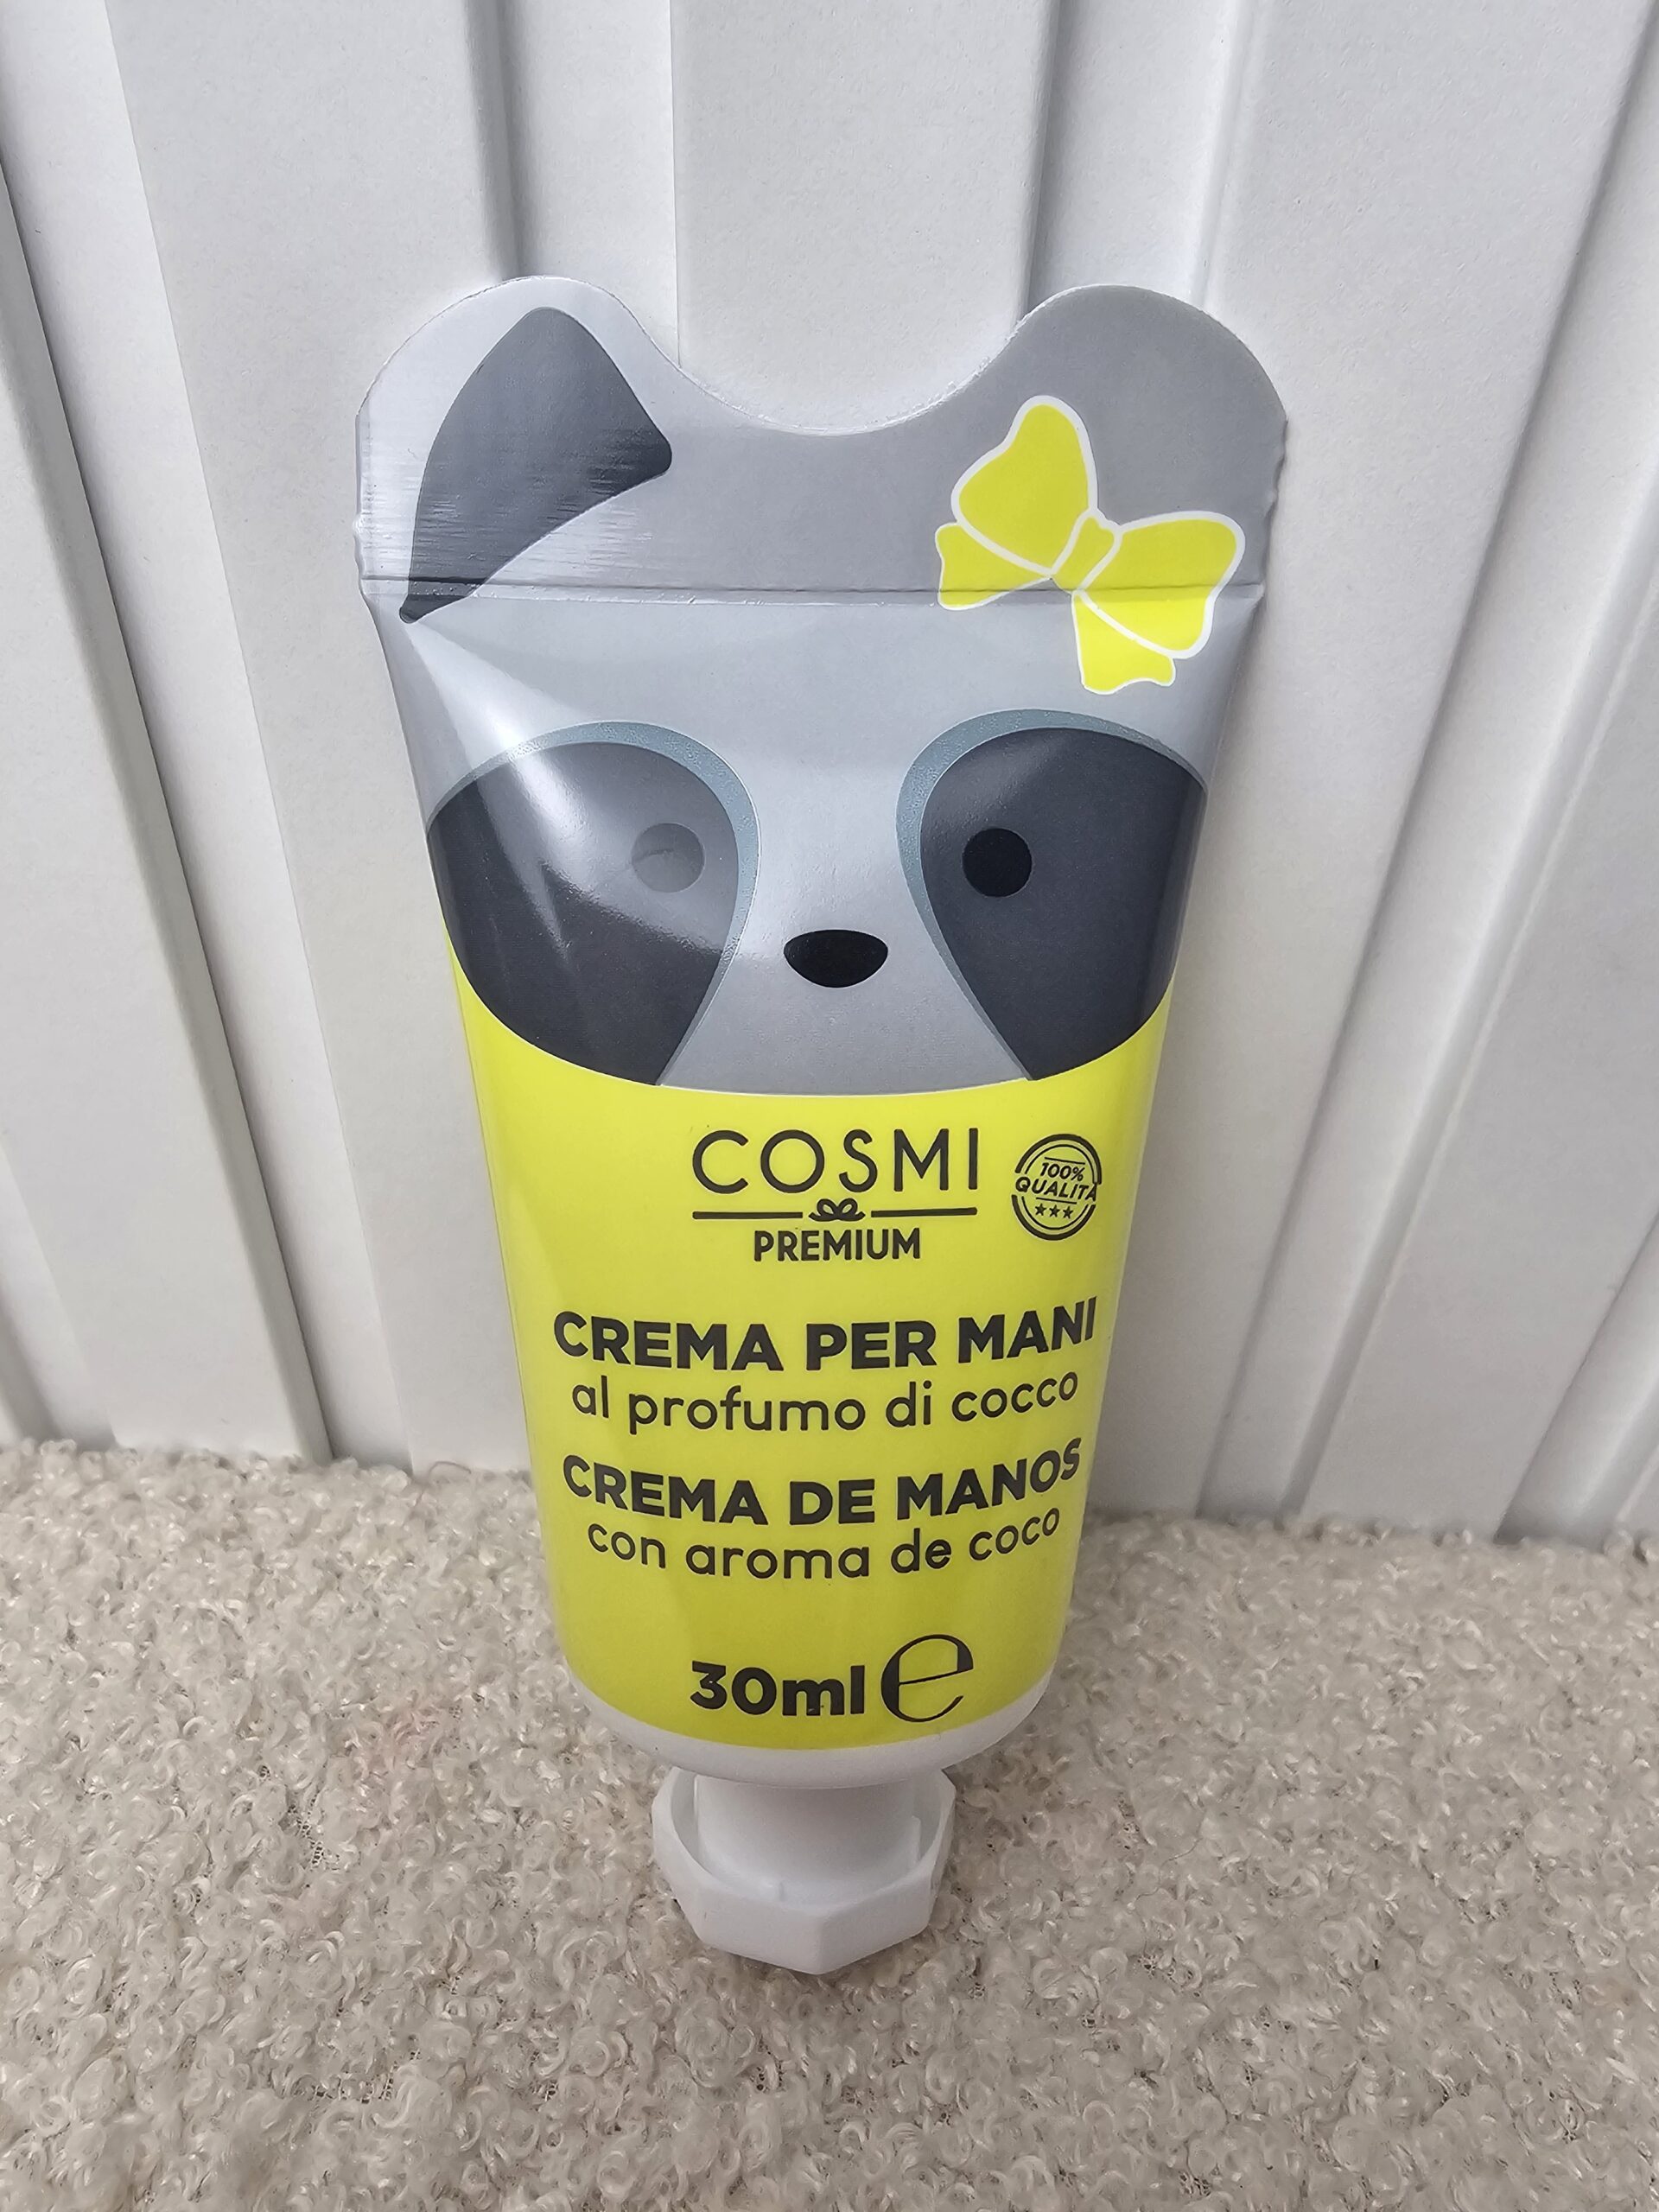 COSMI
PREMIUM
100%
QUALITÀ
CREMA PER MANI
al profumo di cocco
CREMA DE MANOS
con aroma de coco
30ml e